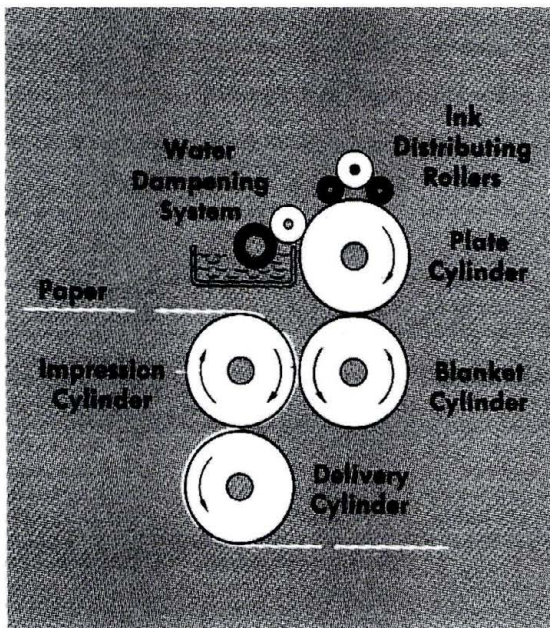 Ink
Distributing
Rollers
Water
Dampening
System
Plate
Cylinder
Paper
Impression
Cylinder
Blanket
Cylinder
Delivery
Cylinder